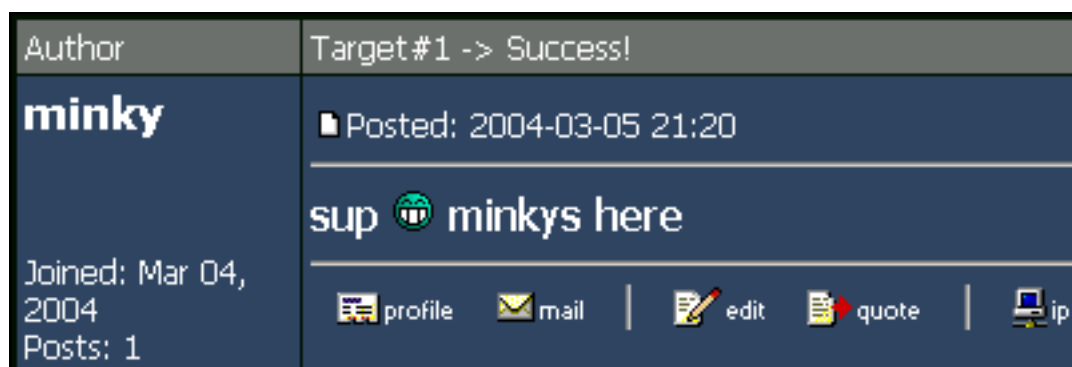 Author
Target#1 -> Success!
minky
Posted: 2004-03-05 21:20
sup minkys here
Joined: Mar 04,
2004
Posts: 1
profile mail | edit quote | ip